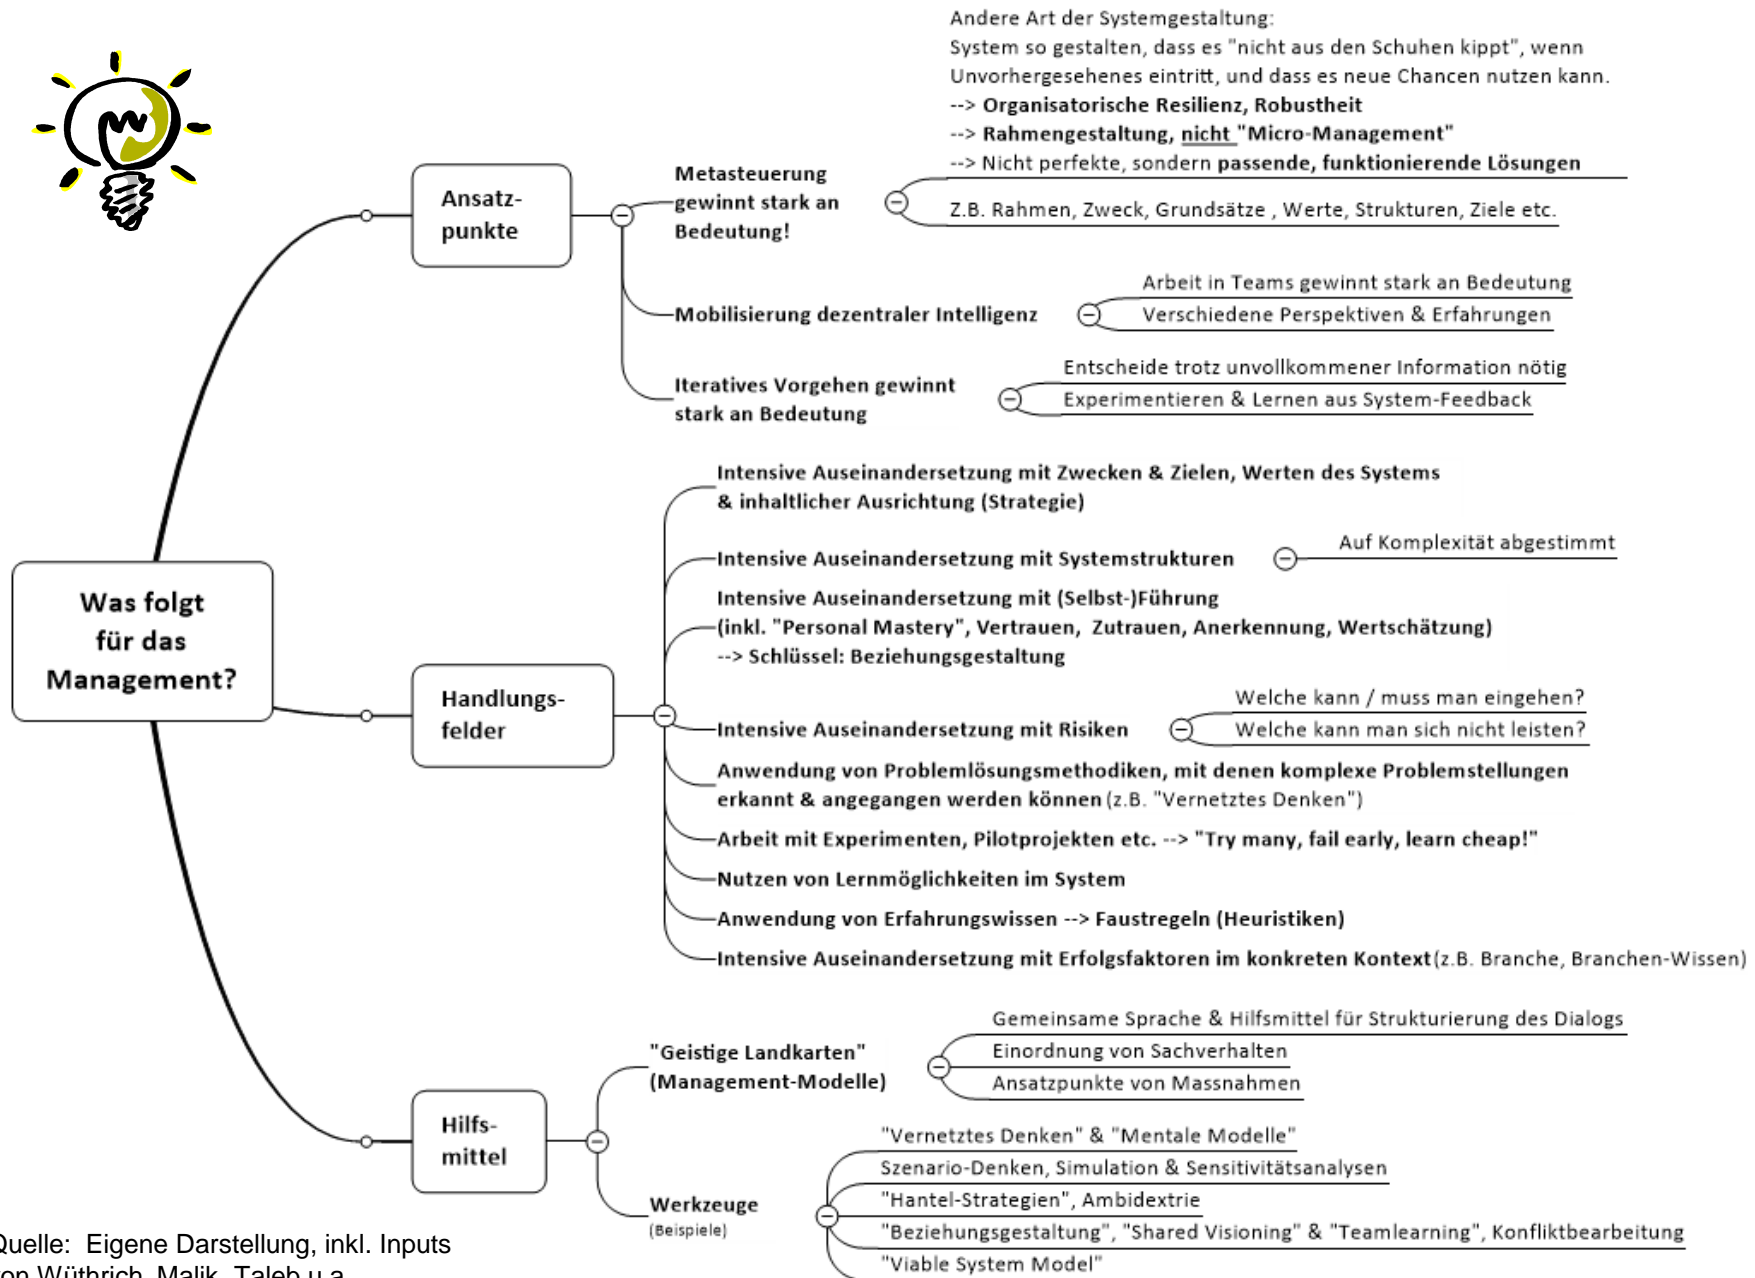 Andere Art der Systemgestaltung:
System so gestalten, dass es "nicht aus den Schuhen kippt", wenn
Unvorhergesehenes eintritt, und dass es neue Chancen nutzen kann.
--> Organisatorische Resilienz, Robustheit
--> Rahmengestaltung, nicht "Micro-Management"
--> Nicht perfekte, sondern passende, funktionierende Lösungen
Z.B. Rahmen, Zweck, Grundsätze , Werte, Strukturen, Ziele etc.
Metasteuerung
gewinnt stark an
Bedeutung!
Ansatz-
punkte
Arbeit in Teams gewinnt stark an Bedeutung
Mobilisierung dezentraler Intelligenz
Verschiedene Perspektiven & Erfahrungen
Entscheide trotz unvollkommener Information nötig
Iteratives Vorgehen gewinnt
stark an Bedeutung
Experimentieren & Lernen aus System-Feedback
Intensive Auseinandersetzung mit Zwecken & Zielen, Werten des Systems
& inhaltlicher Ausrichtung (Strategie)
Intensive Auseinandersetzung mit Systemstrukturen
Auf Komplexität abgestimmt
Was folgt
für das
Management?
Intensive Auseinandersetzung mit (Selbst-)Führung
(inkl. "Personal Mastery", Vertrauen, Zutrauen, Anerkennung, Wertschätzung)
--> Schlüssel: Beziehungsgestaltung
Handlungs-
felder
Intensive Auseinandersetzung mit Risiken
Welche kann / muss man eingehen?
Welche kann man sich nicht leisten?
Anwendung von Problemlösungsmethodiken, mit denen komplexe Problemstellungen
erkannt & angegangen werden können (z.B. "Vernetztes Denken")
Arbeit mit Experimenten, Pilotprojekten etc. --> "Try many, fail early, learn cheap!"
Nutzen von Lernmöglichkeiten im System
Anwendung von Erfahrungswissen --> Faustregeln (Heuristiken)
Intensive Auseinandersetzung mit Erfolgsfaktoren im konkreten Kontext (z.B. Branche, Branchen-Wissen)
Gemeinsame Sprache & Hilfsmittel für Strukturierung des Dialogs
"Geistige Landkarten"
(Management-Modelle)
Einordnung von Sachverhalten
Ansatzpunkte von Massnahmen
Hilfs-
mittel
"Vernetztes Denken" & "Mentale Modelle"
Szenario-Denken, Simulation & Sensitivitätsanalysen
Werkzeuge
(Beispiele)
"Hantel-Strategien", Ambidextrie
"Beziehungsgestaltung", "Shared Visioning" & "Teamlearning", Konfliktbearbeitung
"Viable System Model"
Quelle: Eigene Darstellung, inkl. Inputs
von Wüthrich, Malik, Taleb u.a.